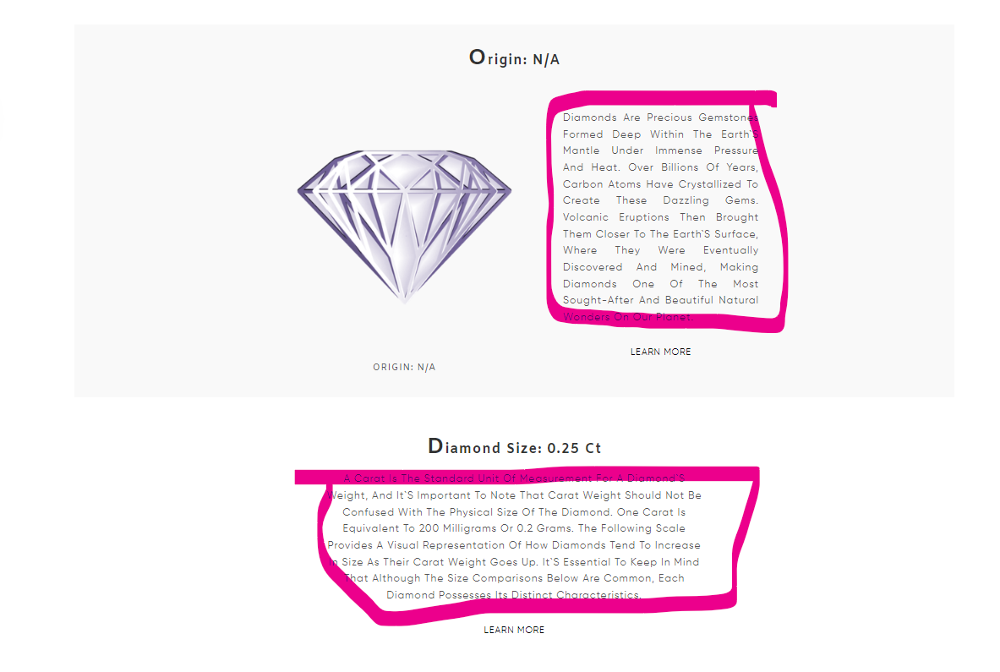 Origin: N/A
Diamonds Are Precious Gemstones
Formed Deep Within The Earth`S
Mantle Under Immense Pressure
And Heat. Over Billions Of Years,
Carbon Atoms Have Crystallized To
Create These Dazzling Gems.
Volcanic Eruptions Then Brought
Them Closer To The Earth`S Surface,
Where They Were Eventually
Discovered And Mined, Making
Diamonds One Of The Most
Sought-After And Beautiful Natural
Wonders On Our Planet.
LEARN MORE
ORIGIN: N/A
Diamond Size: 0.25 Ct
A Carat Is The Standard Unit Of Measurement For A Diamond`S
Weight, And It`S Important To Note That Carat Weight Should Not Be
Confused With The Physical Size Of The Diamond. One Carat Is
Equivalent To 200 Milligrams Or 0.2 Grams. The Following Scale
Provides A Visual Representation Of How Diamonds Tend To Increase
In Size As Their Carat Weight Goes Up. It`S Essential To Keep In Mind
That Although The Size Comparisons Below Are Common, Each
Diamond Possesses Its Distinct Characteristics.
LEARN MORE